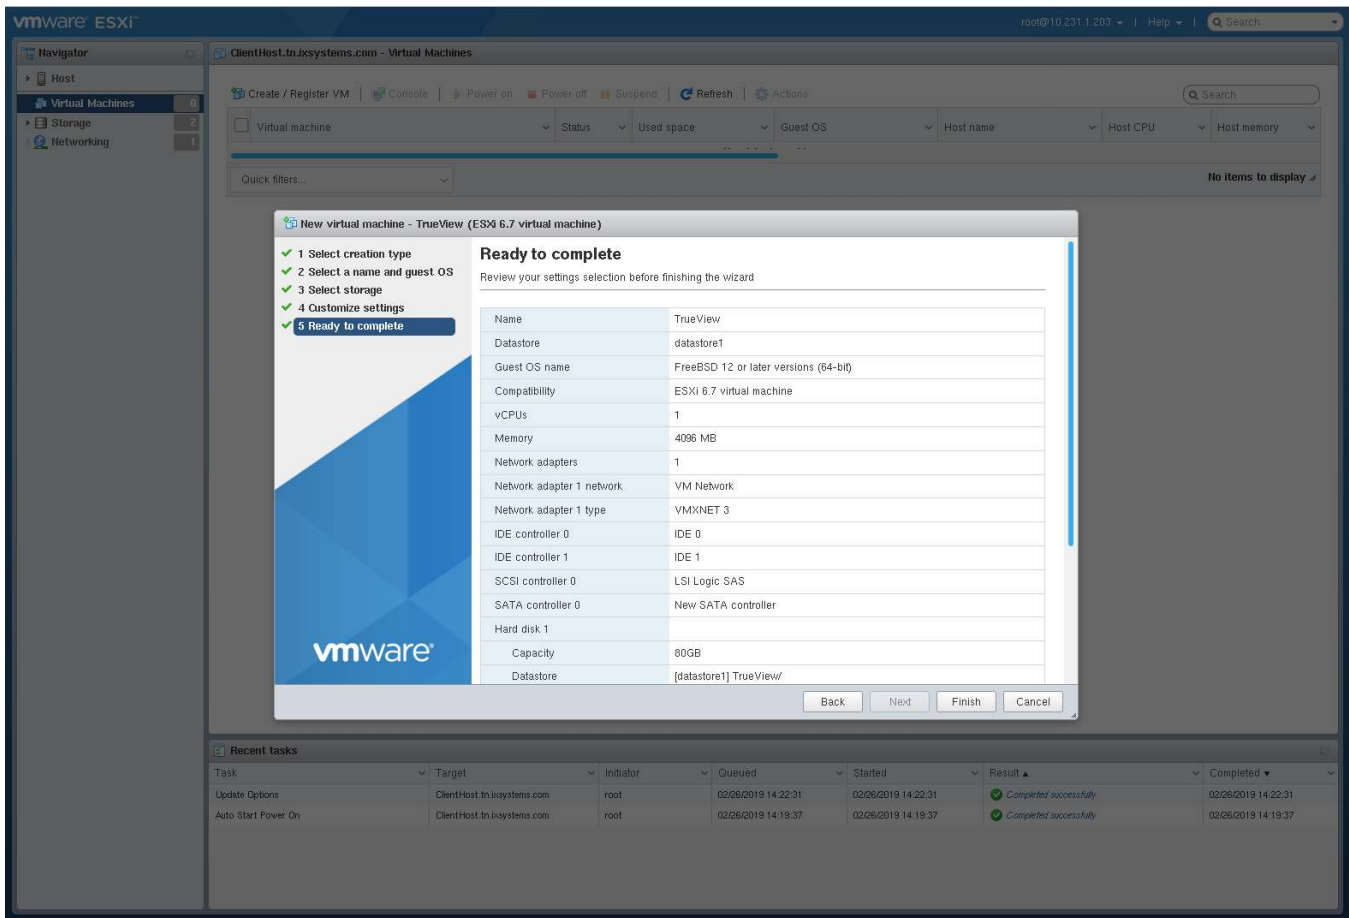 vmware ESXi™
root@10.231.1.203 | Help | Search
Navigator
ClientHost.tn.ixsystems.com - Virtual Machines
Host
Virtual Machines 0
Storage 2
Networking 1
Create / Register VM | Console | Power on Power off Suspend | Refresh | Actions
Search
Virtual machine Status Used space Guest OS Host name Host CPU Host memory
Quick filters...
No items to display
New virtual machine - TrueView (ESXi 6.7 virtual machine)
1 Select creation type
2 Select a name and guest OS
3 Select storage
4 Customize settings
5 Ready to complete
vmware®
Ready to complete
Review your settings selection before finishing the wizard
Name TrueView
Datastore datastore1
Guest OS name FreeBSD 12 or later versions (64-bit)
Compatibility ESXi 6.7 virtual machine
vCPUs 1
Memory 4096 MB
Network adapters 1
Network adapter 1 network VM Network
Network adapter 1 type VMXNET 3
IDE controller 0 IDE 0
IDE controller 1 IDE 1
SCSI controller 0 LSI Logic SAS
SATA controller 0 New SATA controller
Hard disk 1
Capacity 80GB
Datastore [datastore1] TrueView/
Back Next Finish Cancel
Recent tasks
Task Target Initiator Queued Started Result Completed
Update Options ClientHost.tn.ixsystems.com root 02/26/2019 14:22:31 02/26/2019 14:22:31 Completed successfully 02/26/2019 14:22:31
Auto Start Power On ClientHost.tn.ixsystems.com root 02/26/2019 14:19:37 02/26/2019 14:19:37 Completed successfully 02/26/2019 14:19:37